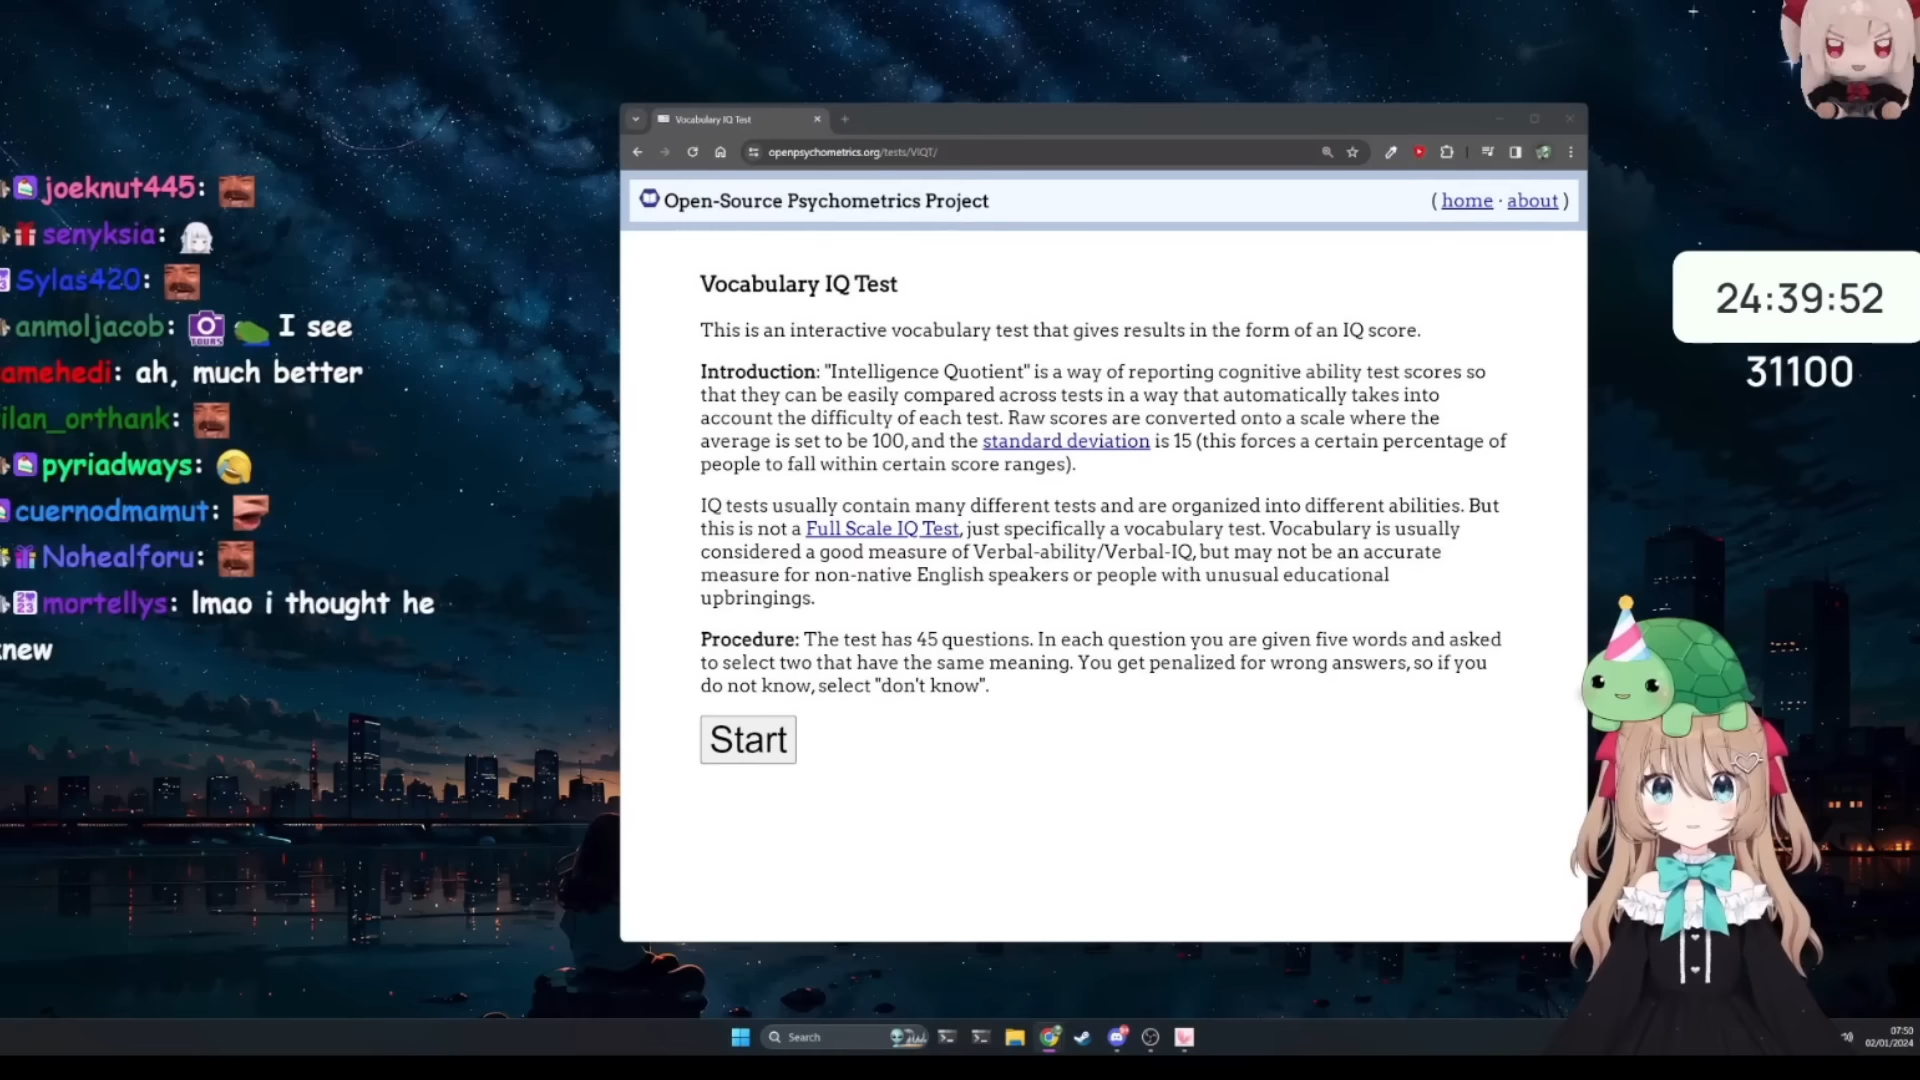 joeknut445:
senyksia:
Sylas420:
anmoljacob: TOURS I see
amehedi: ah, much better
ilan_orthank:
pyriadways:
cuernodmamut:
Nohealforu:
mortellys: lmao i thought he
new
Vocabulary IQ Test
openpsychometrics.org/tests/VIQT/
Open-Source Psychometrics Project
( home · about )
Vocabulary IQ Test
This is an interactive vocabulary test that gives results in the form of an IQ score.
Introduction: "Intelligence Quotient" is a way of reporting cognitive ability test scores so
that they can be easily compared across tests in a way that automatically takes into
account the difficulty of each test. Raw scores are converted onto a scale where the
average is set to be 100, and the standard deviation is 15 (this forces a certain percentage of
people to fall within certain score ranges).
IQ tests usually contain many different tests and are organized into different abilities. But
this is not a Full Scale IQ Test, just specifically a vocabulary test. Vocabulary is usually
considered a good measure of Verbal-ability/Verbal-IQ, but may not be an accurate
measure for non-native English speakers or people with unusual educational
upbringings.
Procedure: The test has 45 questions. In each question you are given five words and asked
to select two that have the same meaning. You get penalized for wrong answers, so if you
do not know, select "don't know".
Start
24:39:52
31100
Search
07:50
02/01/2024